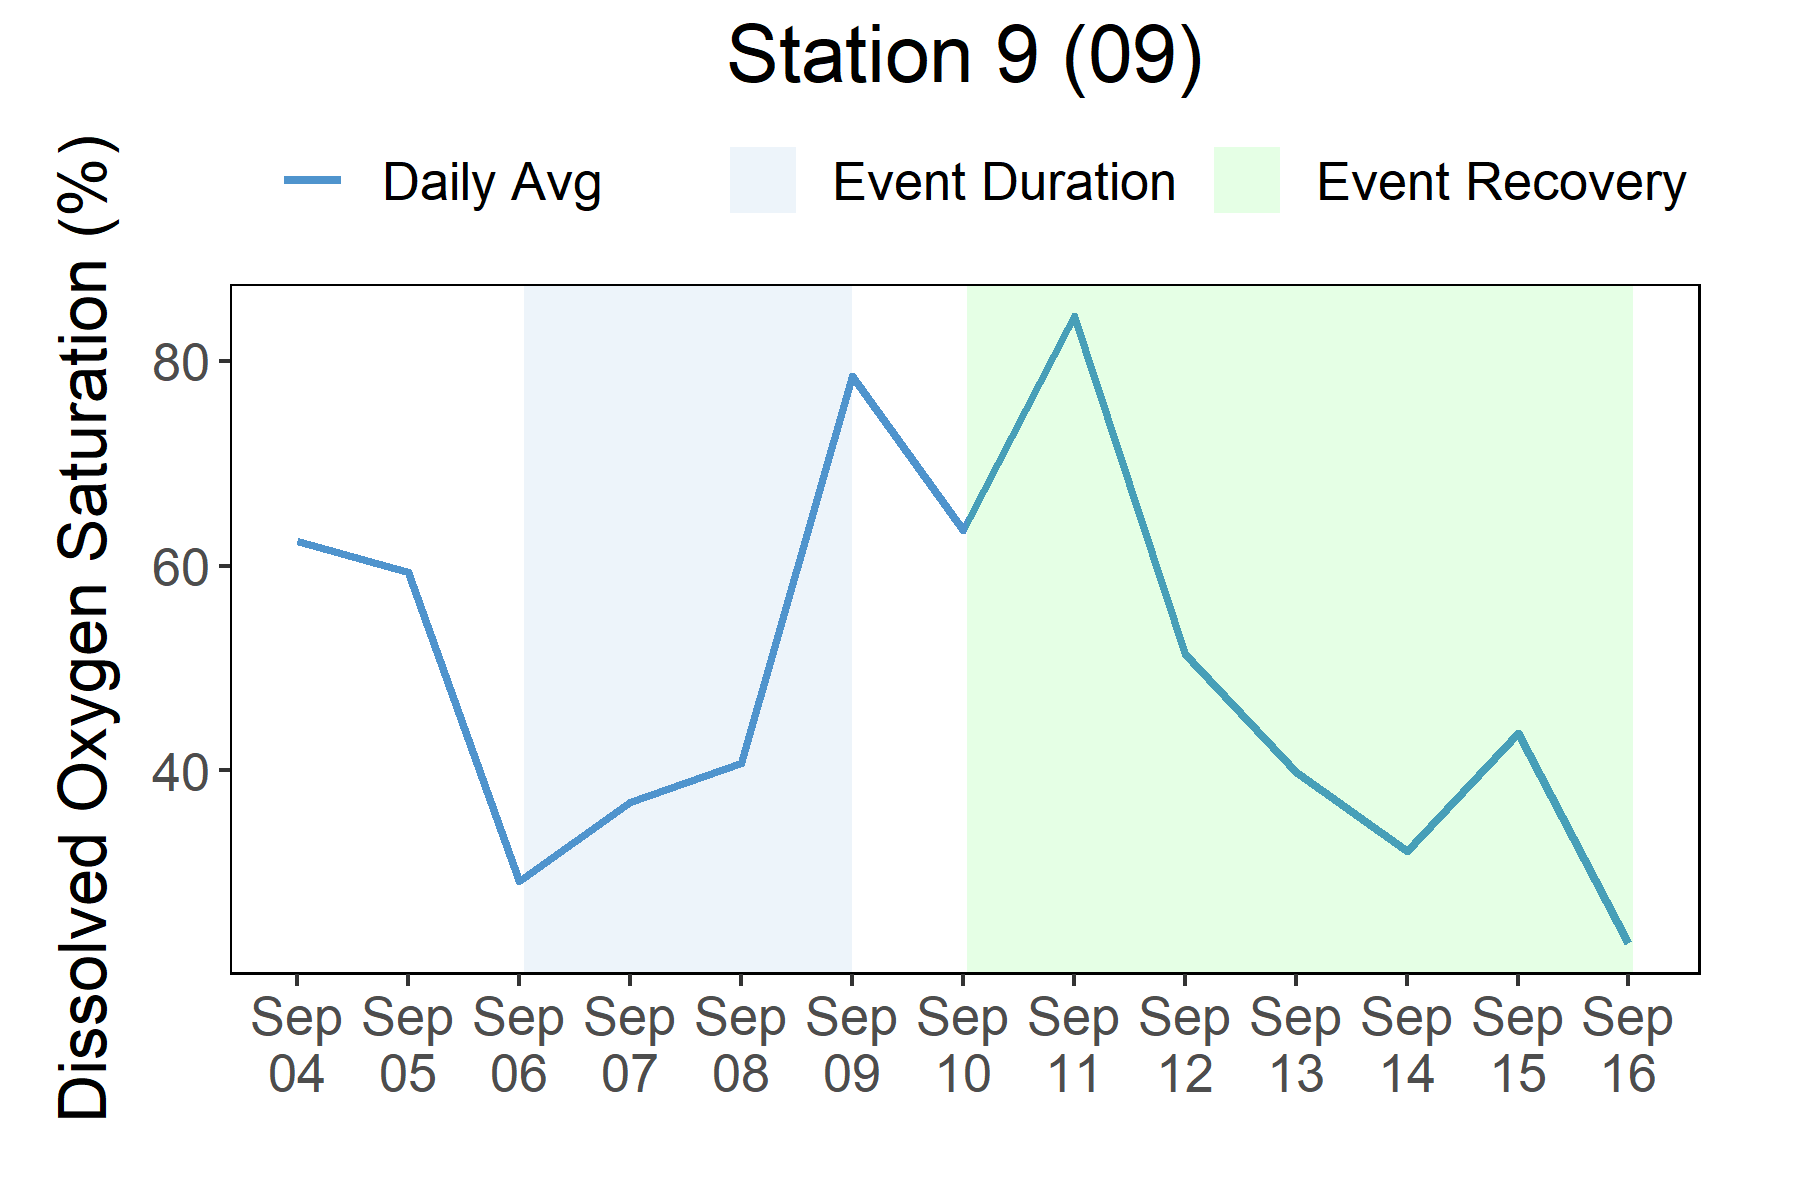 Station 9 (09)
Daily Avg
Event Duration
Event Recovery
Dissolved Oxygen Saturation (%)
80
60
40
Sep 04
Sep 05
Sep 06
Sep 07
Sep 08
Sep 09
Sep 10
Sep 11
Sep 12
Sep 13
Sep 14
Sep 15
Sep 16